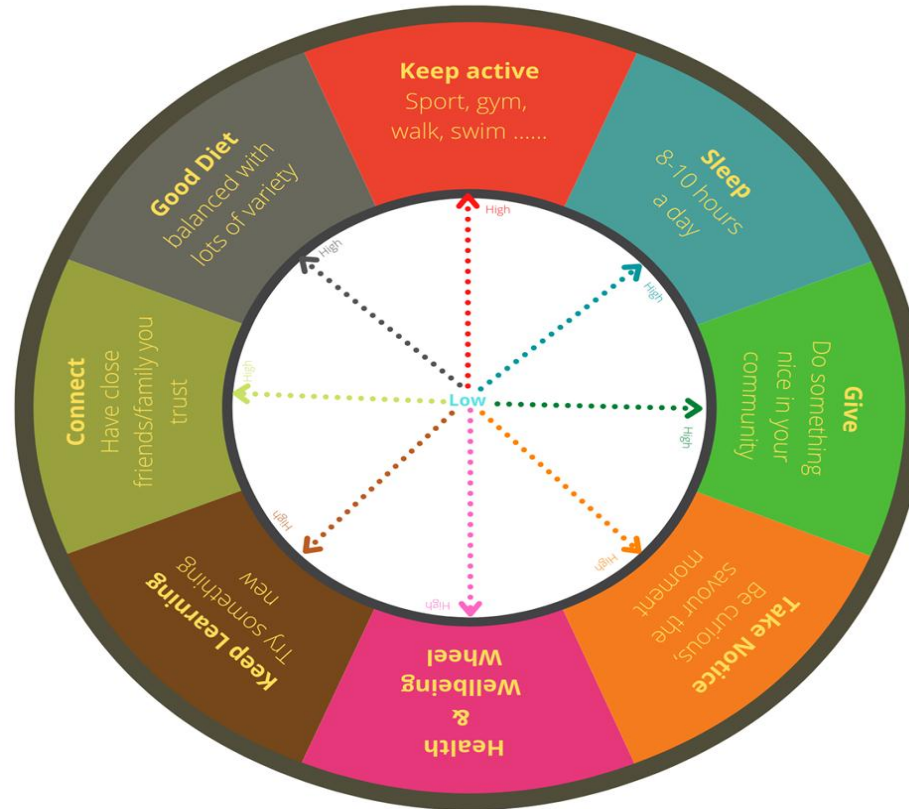 Keep active
Sport, gym,
walk, swim ......
Sleep
8-10 hours
a day
Give
Do something
nice in your
community
Take Notice
Be curious,
savour the
moment
Health
&
Wellbeing
Wheel
Keep Learning
Try something
new
Connect
Have close
friends/family you
trust
Good Diet
balanced with
lots of variety
High
High
High
High
High
High
High
High
Low